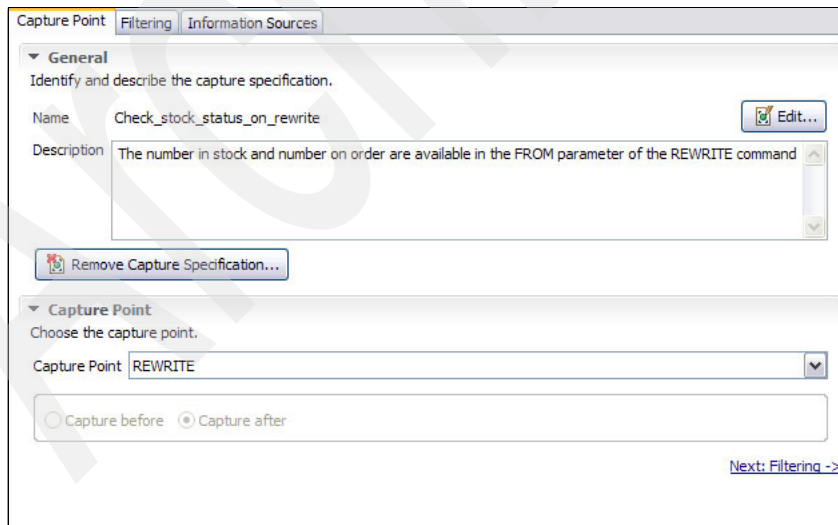 Capture Point Filtering Information Sources
General
Identify and describe the capture specification.
Name Check_stock_status_on_rewrite Edit...
Description The number in stock and number on order are available in the FROM parameter of the REWRITE command
Remove Capture Specification...
Capture Point
Choose the capture point.
Capture Point REWRITE
Capture before Capture after
Next: Filtering ->